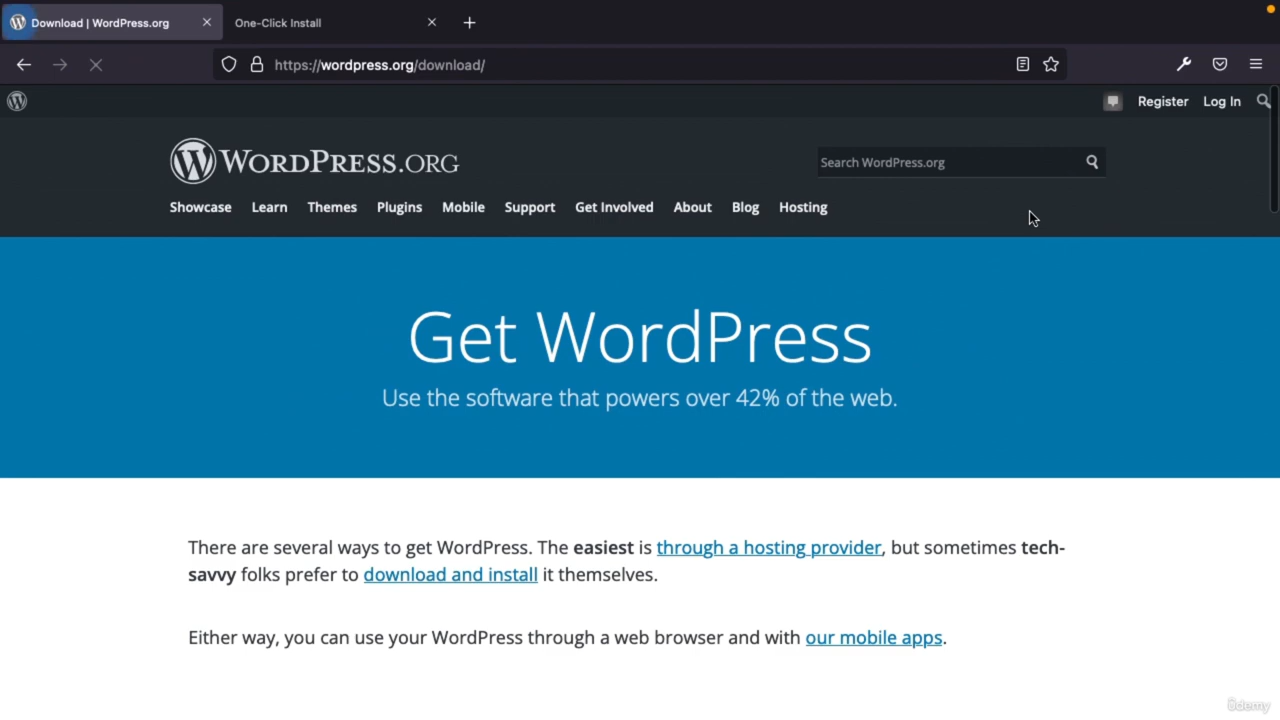 Download | WordPress.org
One-Click Install
https://wordpress.org/download/
Register Log In
WORDPRESS.ORG
Search WordPress.org
Showcase Learn Themes Plugins Mobile Support Get Involved About Blog Hosting
Get WordPress
Use the software that powers over 42% of the web.
There are several ways to get WordPress. The easiest is through a hosting provider, but sometimes tech-
savvy folks prefer to download and install it themselves.
Either way, you can use your WordPress through a web browser and with our mobile apps.
ûdemy